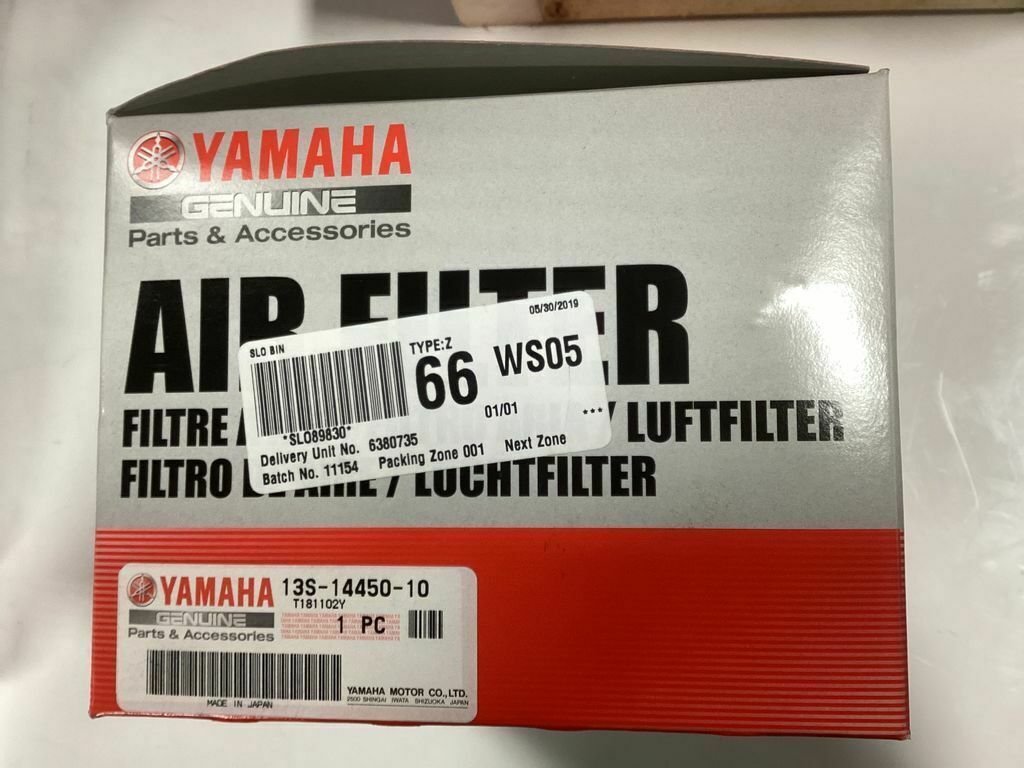 YAMAHA
GENUINE
Parts & Accessories
AIR FILTER
05/30/2019
SLO BIN
TYPE:Z
66 WS05
01/01 ***
*SLO89830*
Delivery Unit No. 6380735
Batch No. 11154 Packing Zone 001 Next Zone
FILTRE / LUFTFILTER
FILTRO / LUCHTFILTER
YAMAHA 13S-14450-10
T181102Y
GENUINE
Parts & Accessories
1 PC
MADE IN JAPAN
YAMAHA MOTOR CO.,LTD.
2500 SHINGAI IWATA SHIZUOKA JAPAN